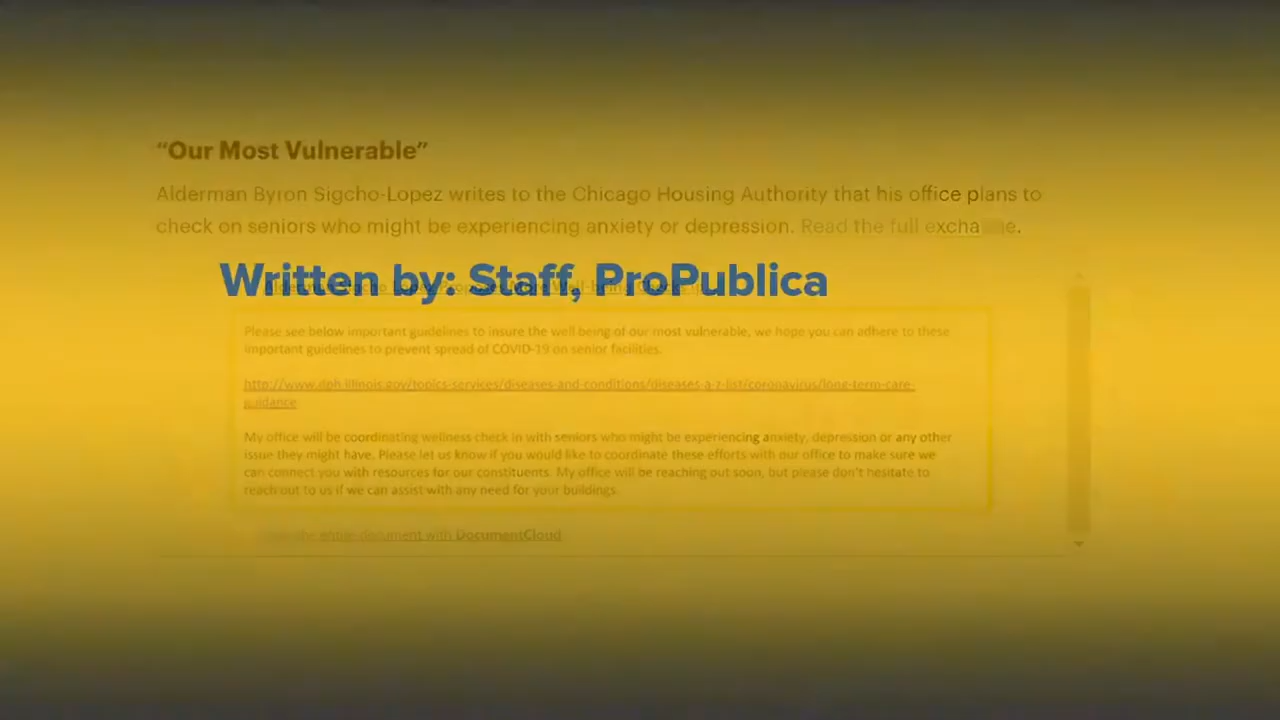 “Our Most Vulnerable”
Alderman Byron Sigcho-Lopez writes to the Chicago Housing Authority that his office plans to
check on seniors who might be experiencing anxiety or depression. Read the full
Written by: Staff, ProPublica
Please see below important guidelines to insure the well being of our most vulnerable, we hope you can adhere to these
important guidelines to prevent spread of COVID-19 on senior facilities.
http://www.dph.illinois.gov/topics-services/diseases-and-conditions/diseases-a-z-list/coronavirus/long-term-care-
guidance
My office will be coordinating wellness check in with seniors who might be experiencing anxiety, depression or any other
issue they might have. Please let us know if you would like to coordinate these efforts with our office to make sure we
can connect you with resources for our constituents. My office will be reaching out soon, but please don't hesitate to
reach out to us if we can assist with any need for your buildings.
entire document with DocumentCloud